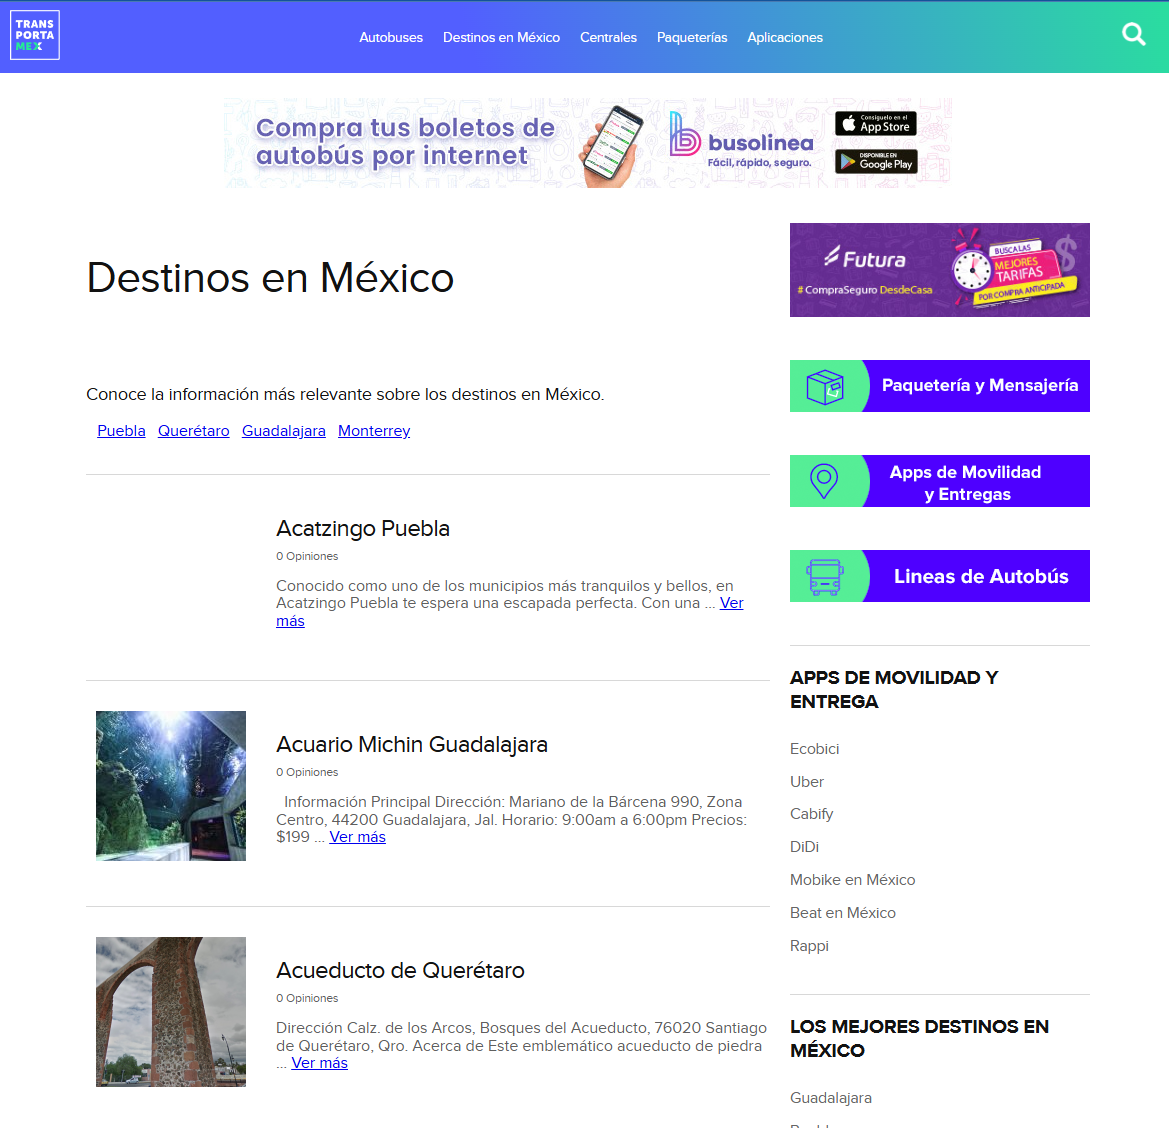 TRANS
PORTA
MEX
Autobuses Destinos en México Centrales Paqueterías Aplicaciones
Compra tus boletos de
autobús por internet
busolinea
Fácil, rápido, seguro.
Consíguelo en el
App Store
DISPONIBLE EN
Google Play
Destinos en México
Conoce la información más relevante sobre los destinos en México.
Puebla Querétaro Guadalajara Monterrey
Acatzingo Puebla
0 Opiniones
Conocido como uno de los municipios más tranquilos y bellos, en
Acatzingo Puebla te espera una escapada perfecta. Con una ... Ver
más
Acuario Michin Guadalajara
0 Opiniones
Información Principal Dirección: Mariano de la Bárcena 990, Zona
Centro, 44200 Guadalajara, Jal. Horario: 9:00am a 6:00pm Precios:
$199 ... Ver más
Acueducto de Querétaro
0 Opiniones
Dirección Calz. de los Arcos, Bosques del Acueducto, 76020 Santiago
de Querétaro, Qro. Acerca de Este emblemático acueducto de piedra
... Ver más
Futura
#CompraSeguro DesdeCasa
BUSCA LAS
MEJORES
TARIFAS
POR COMPRA ANTICIPADA
$
Paquetería y Mensajería
Apps de Movilidad
y Entregas
Lineas de Autobús
APPS DE MOVILIDAD Y
ENTREGA
Ecobici
Uber
Cabify
DiDi
Mobike en México
Beat en México
Rappi
LOS MEJORES DESTINOS EN
MÉXICO
Guadalajara